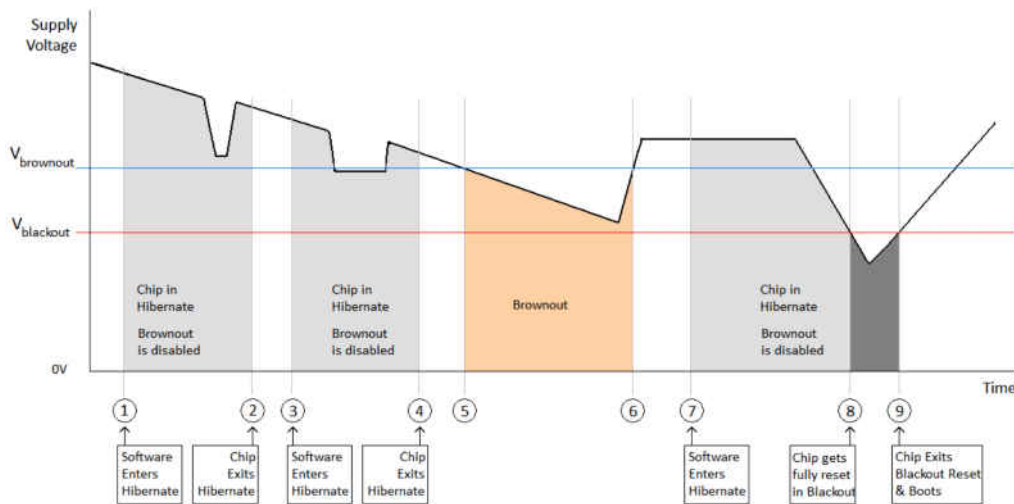 Supply
Voltage
Vbrownout
Vblackout
Chip in
Hibernate
Brownout
is disabled
Chip in
Hibernate
Brownout
is disabled
Brownout
Chip in
Hibernate
Brownout
is disabled
0V
Time
1 2 3 4 5 6 7 8 9
Software
Enters
Hibernate
Chip
Exits
Hibernate
Software
Enters
Hibernate
Chip
Exits
Hibernate
Software
Enters
Hibernate
Chip gets
fully reset
in Blackout
Chip Exits
Blackout Reset
& Boots